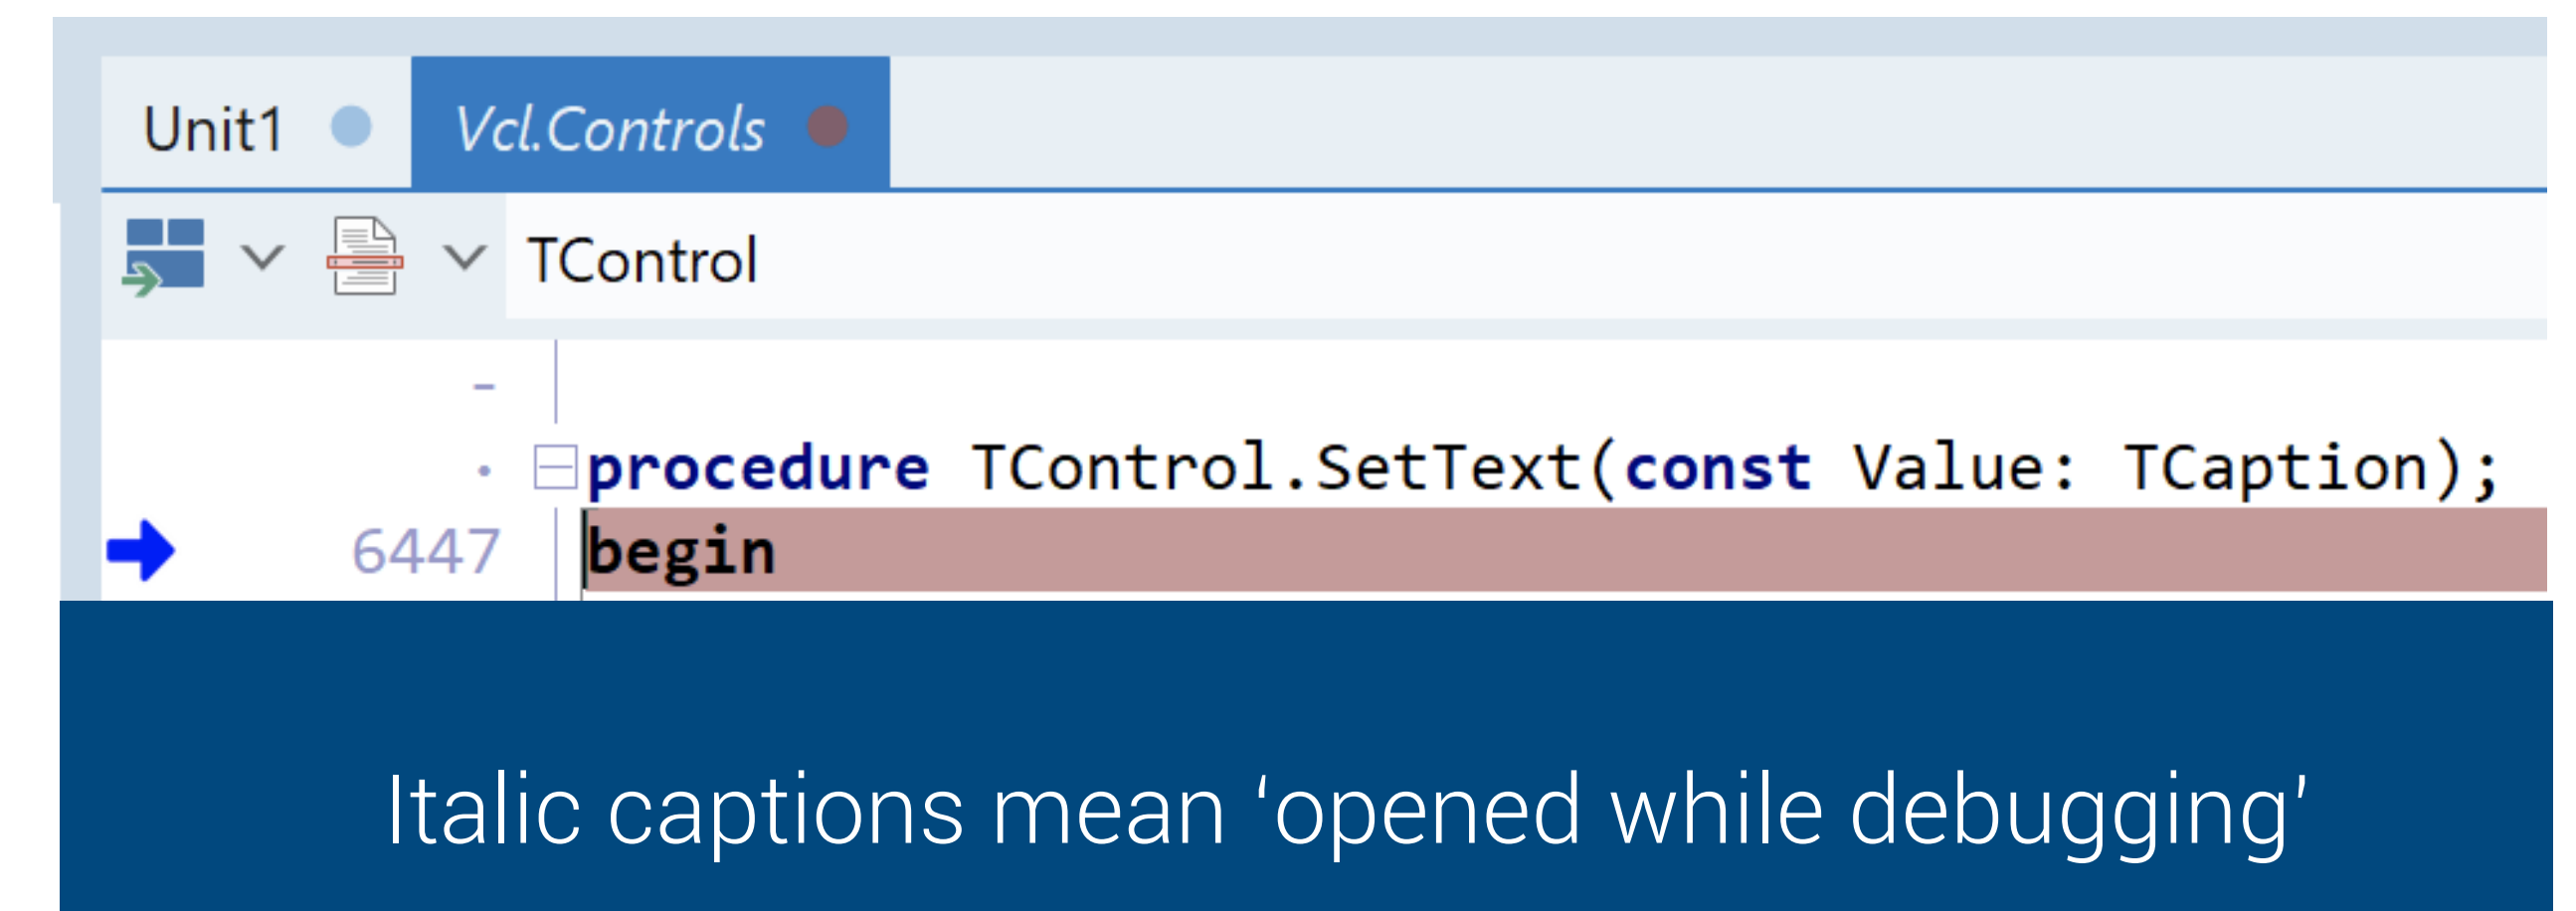 Unit1 Vcl.Controls
TControl
procedure TControl.SetText(const Value: TCaption);
6447 begin
Italic captions mean ‘opened while debugging’